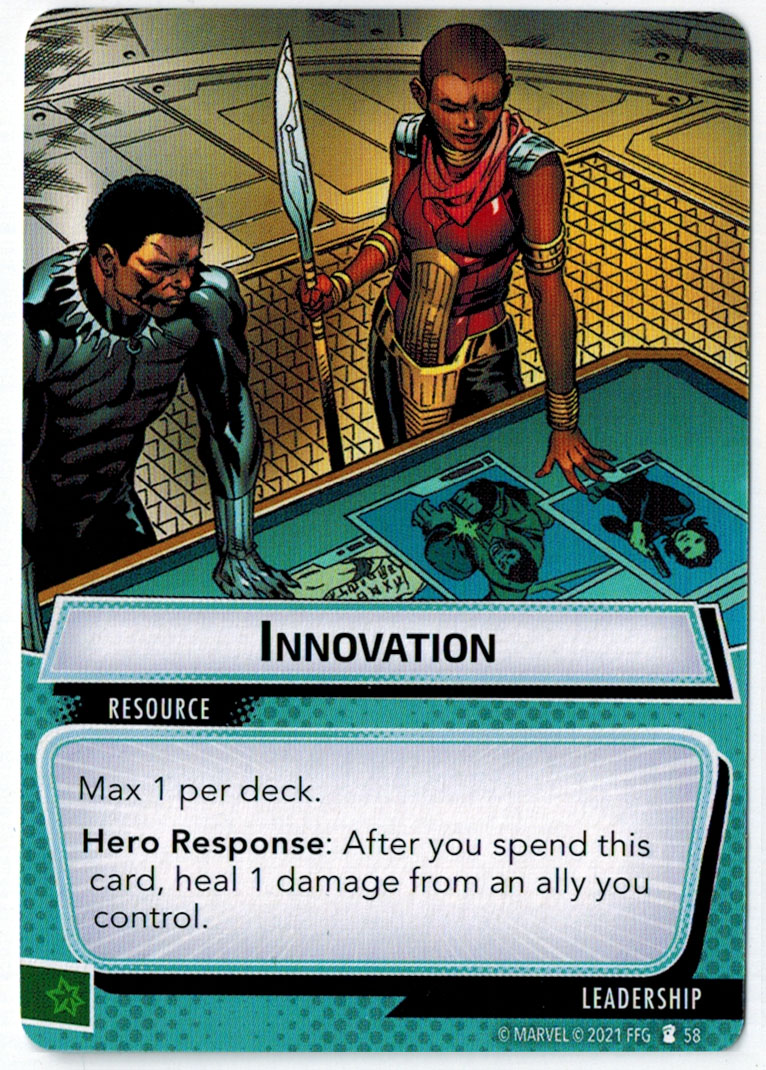 INNOVATION
RESOURCE
Max 1 per deck.
Hero Response: After you spend this
card, heal 1 damage from an ally you
control.
LEADERSHIP
© MARVEL © 2021 FFG 58